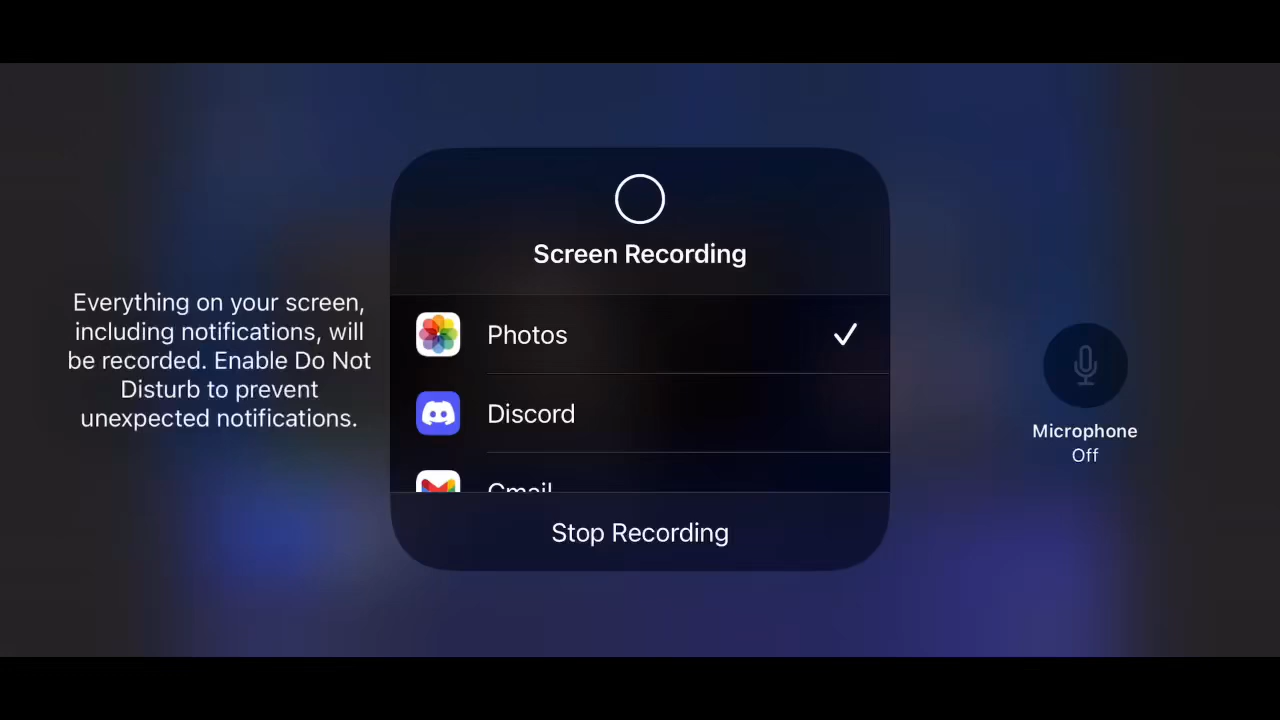 Screen Recording
Everything on your screen,
including notifications, will
be recorded. Enable Do Not
Disturb to prevent
unexpected notifications.
Photos
Discord
Gmail
Stop Recording
Microphone
Off